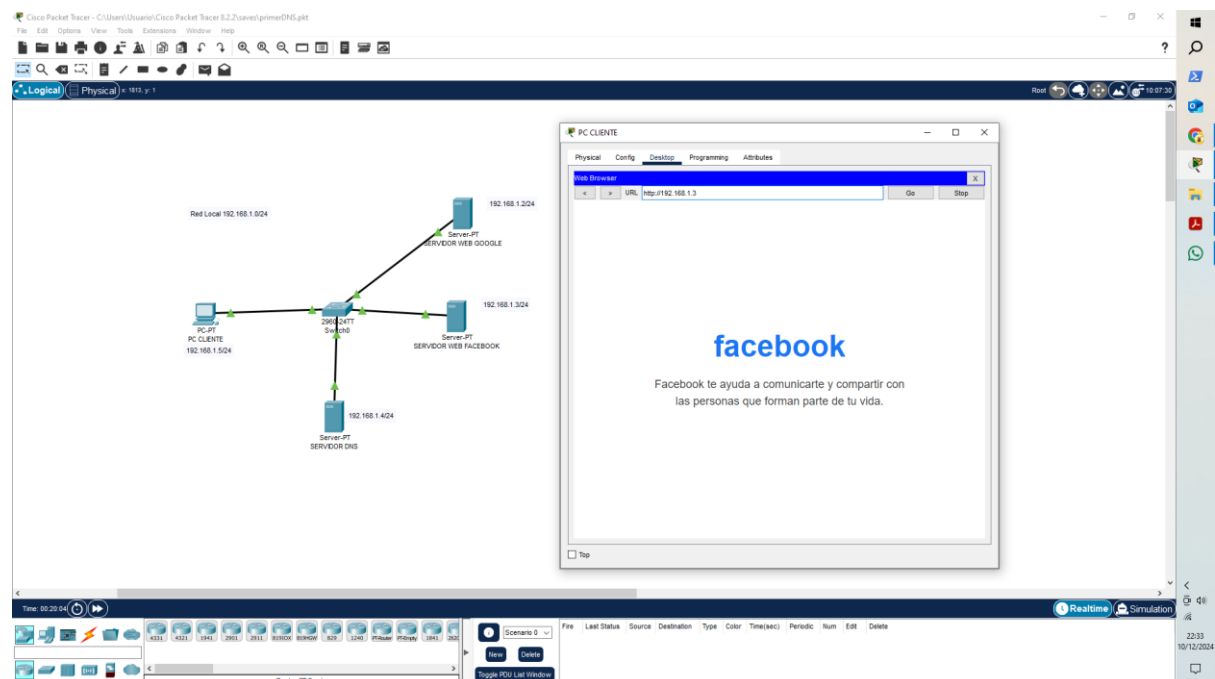 Cisco Packet Tracer - C:\Users\Usuario\Cisco Packet Tracer 8.2.2\saves\primerDNS.pkt
File Edit Options View Tools Extensions Window Help
?
Logical Physical x: 1813, y: 1
Root 10:07:30
PC CLIENTE
Physical Config Desktop Programming Attributes
Web Browser X
< > URL http://192.168.1.3 Go Stop
facebook
Facebook te ayuda a comunicarte y compartir con
las personas que forman parte de tu vida.
Top
Red Local 192.168.1.0/24
192.168.1.2/24
Server-PT
SERVIDOR WEB GOOGLE
192.168.1.3/24
Server-PT
SERVIDOR WEB FACEBOOK
2960-24TT
Switch0
PC-PT
PC CLIENTE
192.168.1.5/24
192.168.1.4/24
Server-PT
SERVIDOR DNS
Time: 00:20:04
Realtime Simulation
4331 4321 1941 2901 2911 819IOX 819HGW 829 1240 PT-Router PT-Empty 1841
Scenario 0
New Delete
Toggle PDU List Window
Fire Last Status Source Destination Type Color Time(sec) Periodic Num Edit Delete
22:33
10/12/2024